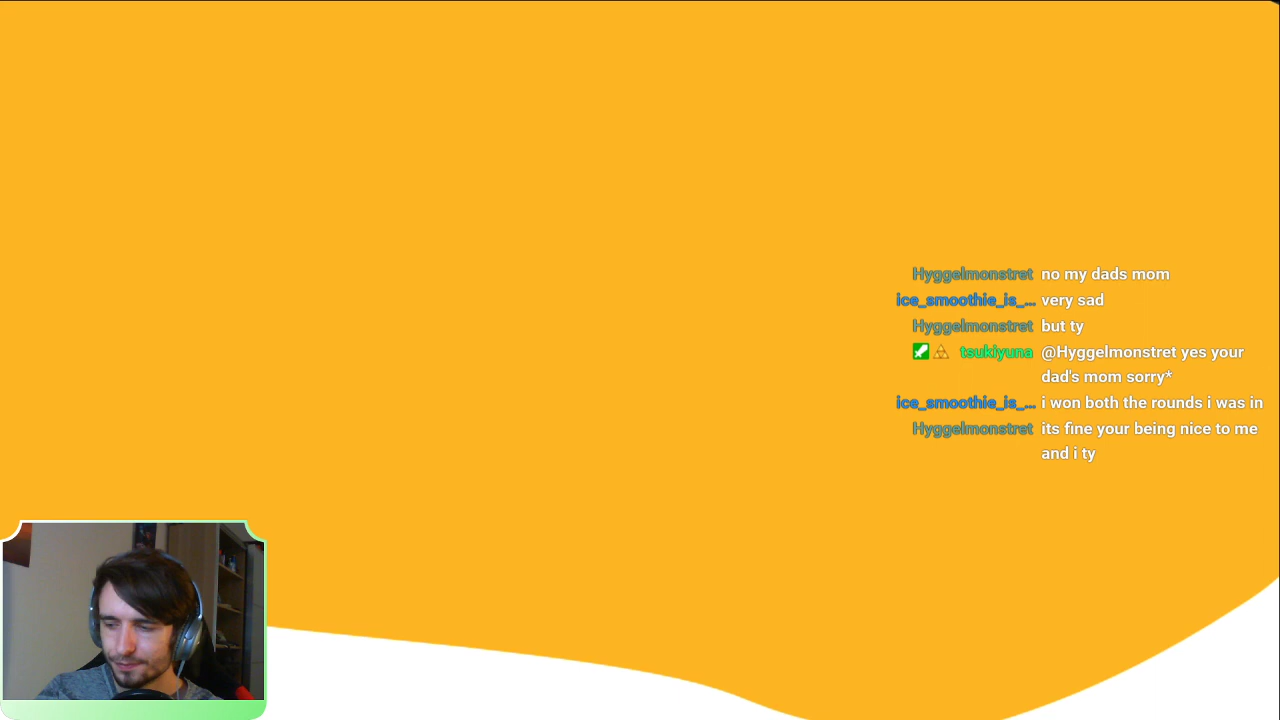 Hyggelmonstret no my dads mom
ice_smoothie_is_... very sad
Hyggelmonstret but ty
tsukiyuna @Hyggelmonstret yes your
dad's mom sorry*
ice_smoothie_is_... i won both the rounds i was in
Hyggelmonstret its fine your being nice to me
and i ty